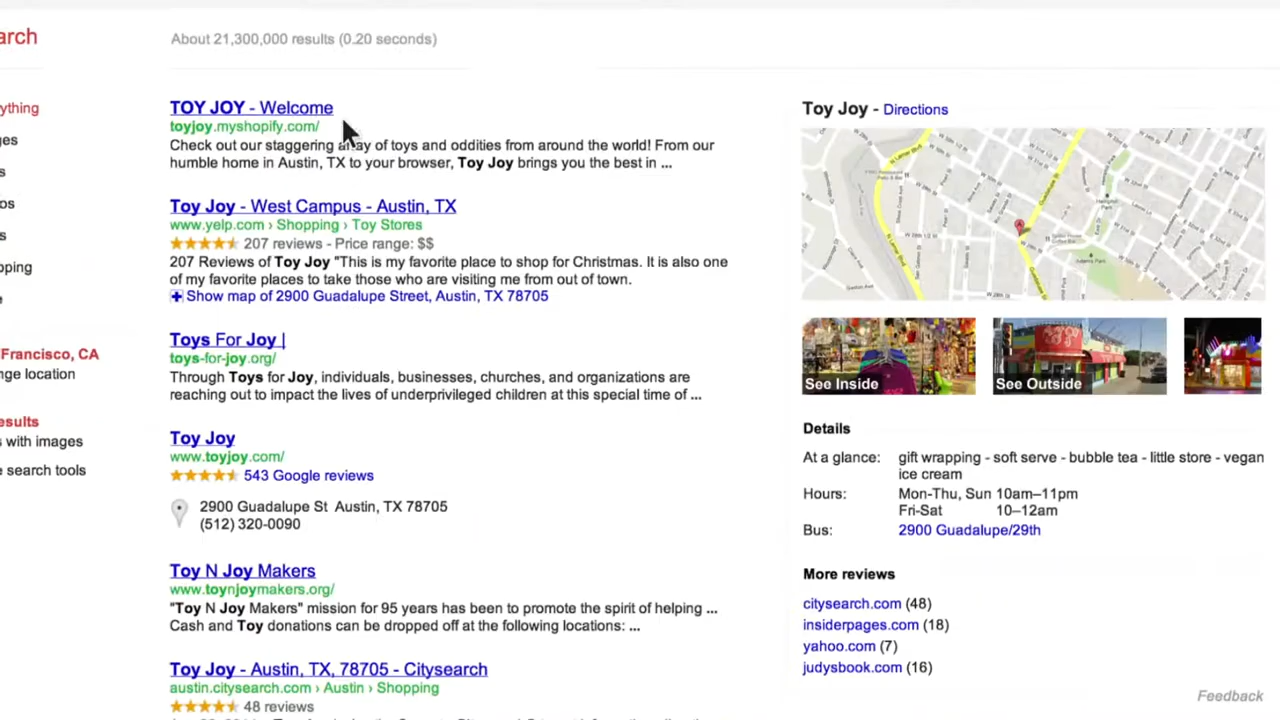 arch
About 21,300,000 results (0.20 seconds)
ything
ges
s
os
s
pping
e
Francisco, CA
nge location
esults
s with images
e search tools
TOY JOY - Welcome
toyjoy.myshopify.com/
Check out our staggering array of toys and oddities from around the world! From our
humble home in Austin, TX to your browser, Toy Joy brings you the best in ...
Toy Joy - West Campus - Austin, TX
www.yelp.com › Shopping › Toy Stores
207 reviews - Price range: $$
207 Reviews of Toy Joy "This is my favorite place to shop for Christmas. It is also one
of my favorite places to take those who are visiting me from out of town.
Show map of 2900 Guadalupe Street, Austin, TX 78705
Toys For Joy |
toys-for-joy.org/
Through Toys for Joy, individuals, businesses, churches, and organizations are
reaching out to impact the lives of underprivileged children at this special time of ...
Toy Joy
www.toyjoy.com/
543 Google reviews
2900 Guadalupe St Austin, TX 78705
(512) 320-0090
Toy N Joy Makers
www.toynjoymakers.org/
"Toy N Joy Makers" mission for 95 years has been to promote the spirit of helping ...
Cash and Toy donations can be dropped off at the following locations: ...
Toy Joy - Austin, TX, 78705 - Citysearch
austin.citysearch.com › Austin › Shopping
48 reviews
Toy Joy - Directions
N Lamar Blvd
Guadalupe St
A
See Inside
See Outside
Details
At a glance: gift wrapping - soft serve - bubble tea - little store - vegan
ice cream
Hours: Mon-Thu, Sun 10am–11pm
Fri-Sat 10–12am
Bus: 2900 Guadalupe/29th
More reviews
citysearch.com (48)
insiderpages.com (18)
yahoo.com (7)
judysbook.com (16)
Feedback